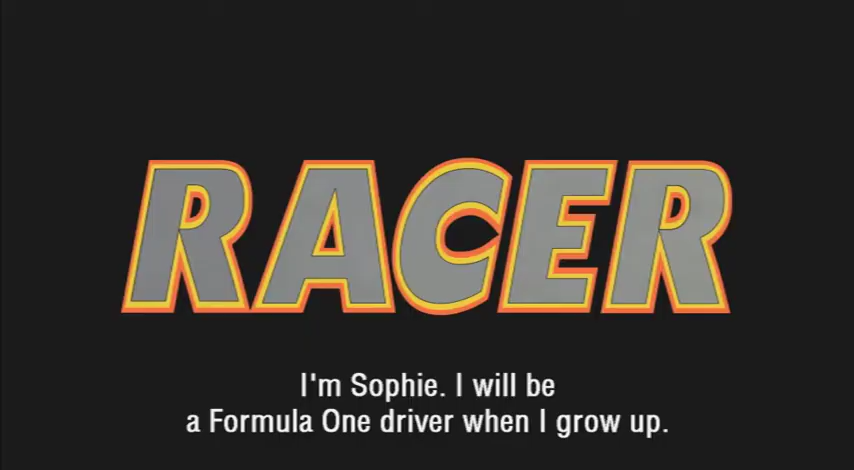 RACER
I'm Sophie. I will be
a Formula One driver when I grow up.